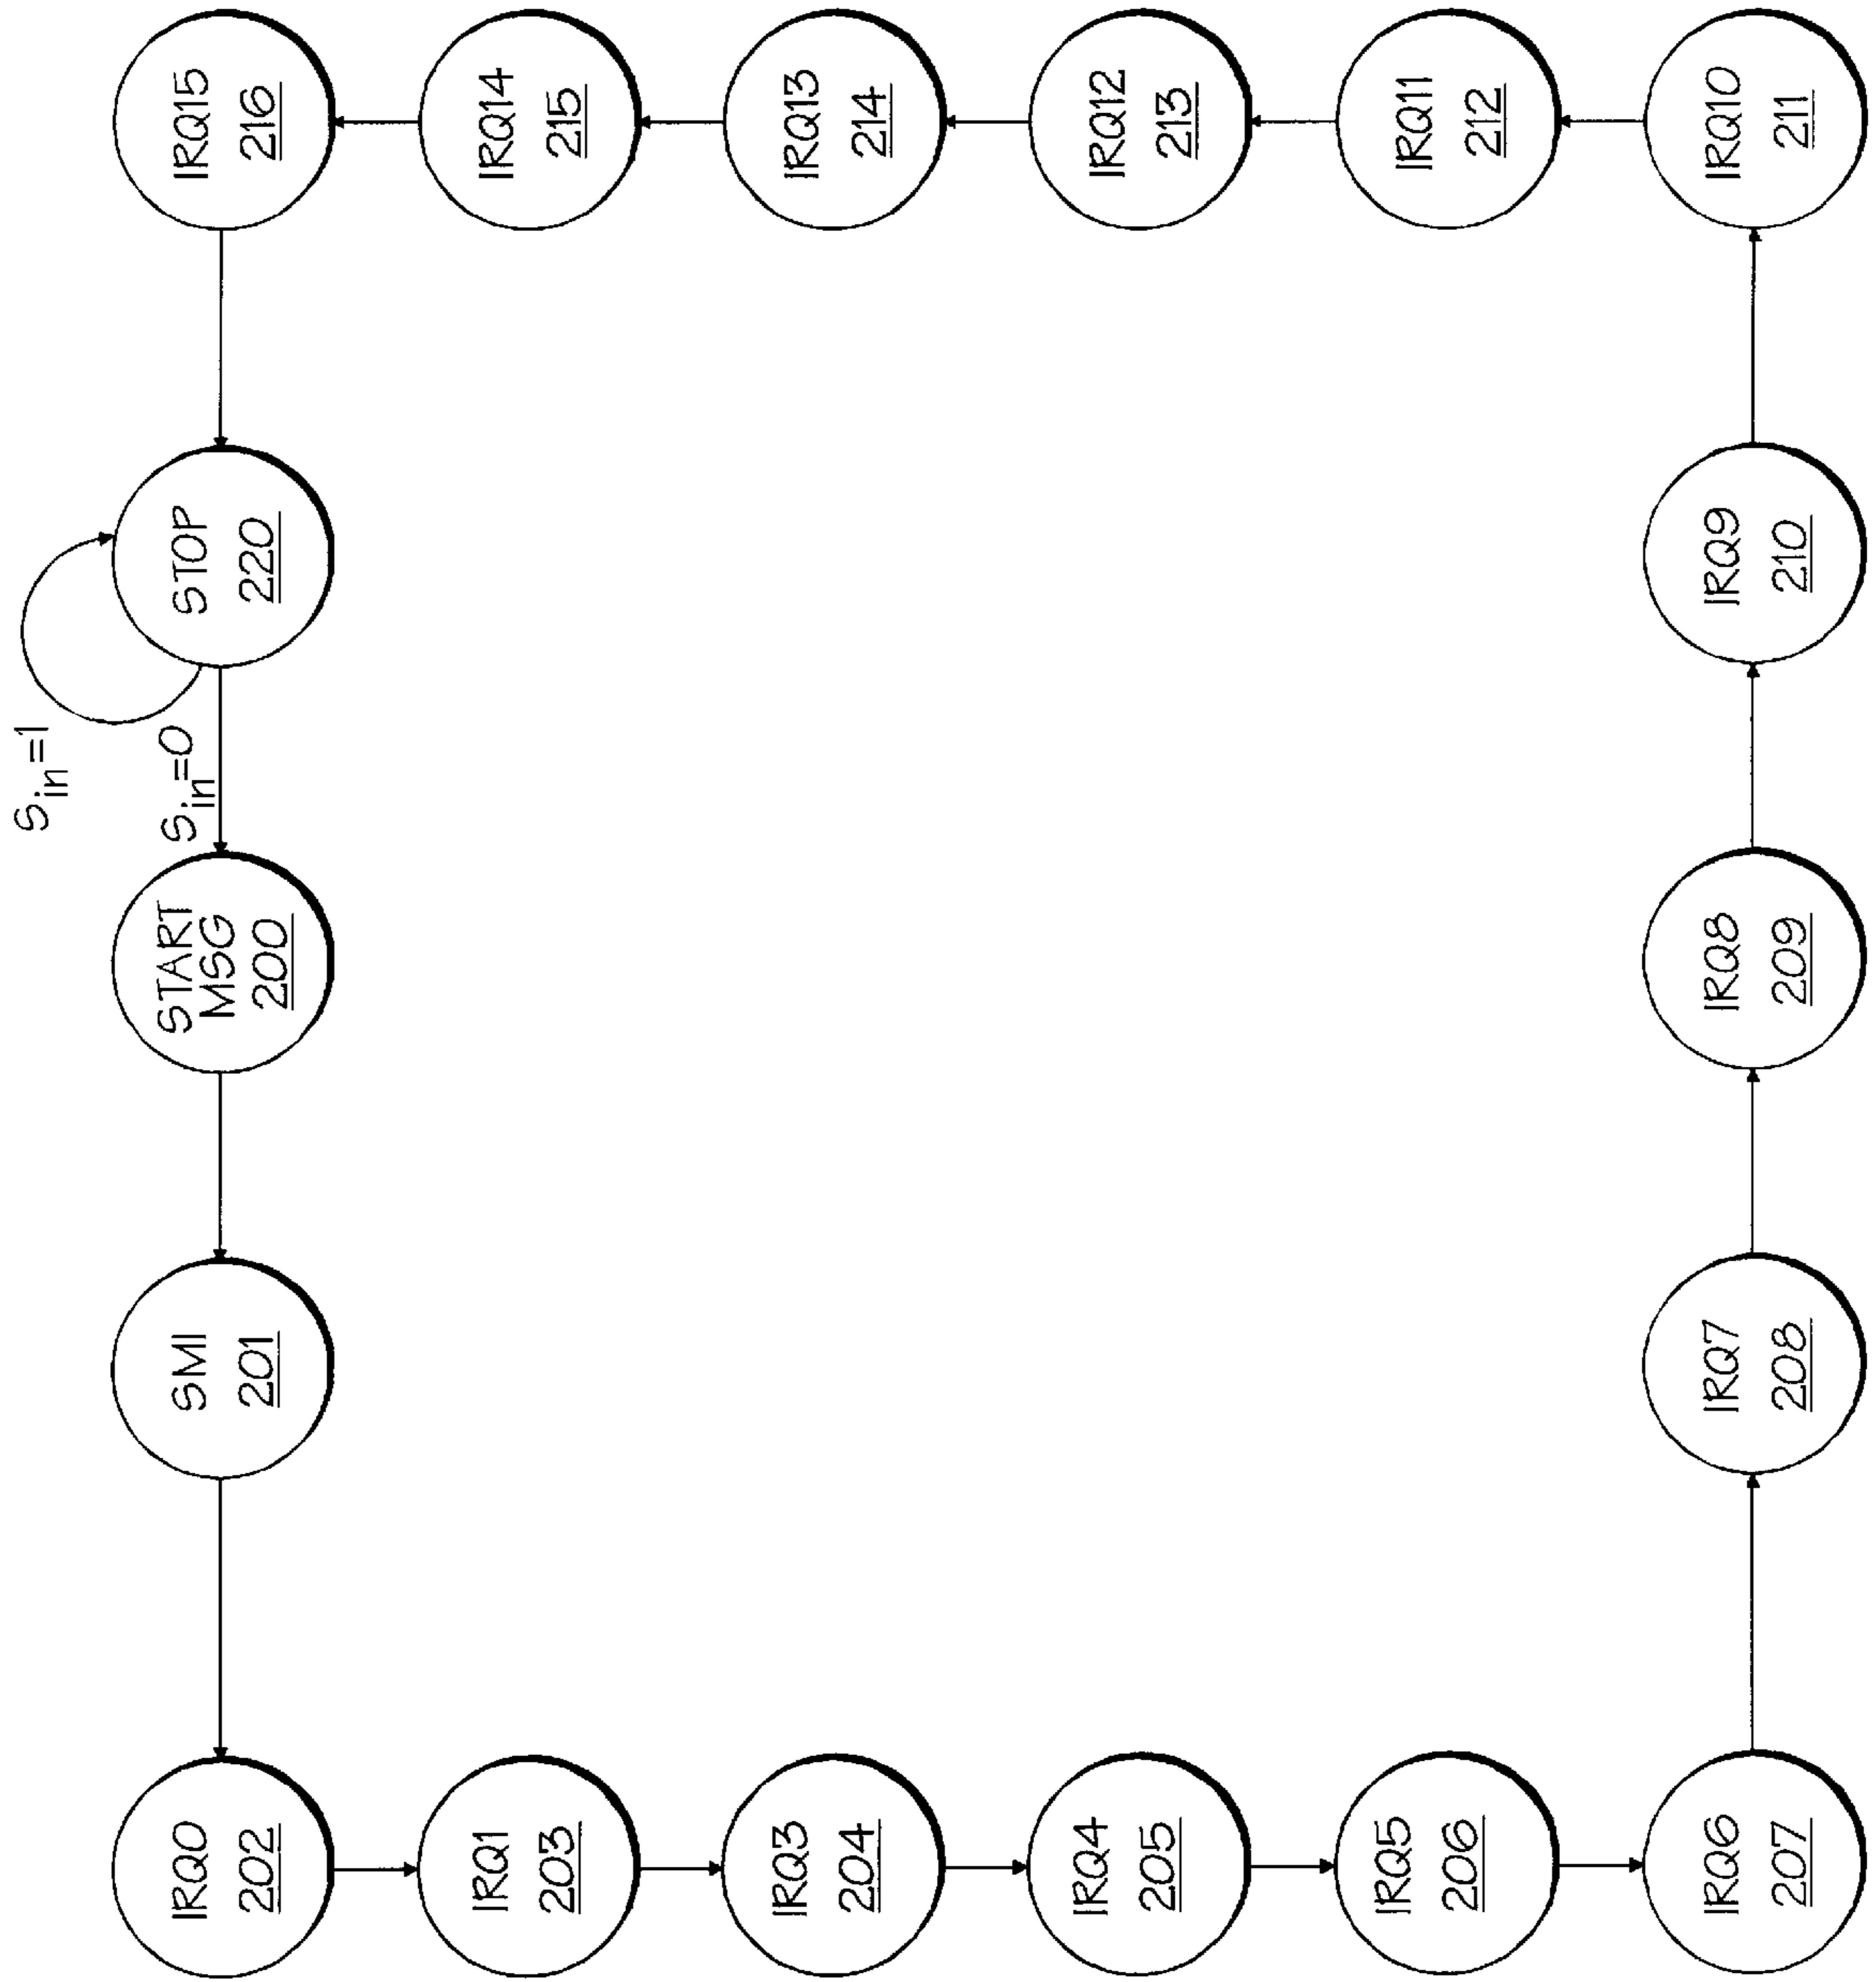 S_in=1
S_in=0
STOP
220
START
MSG
200
SMI
201
IRQ0
202
IRQ1
203
IRQ3
204
IRQ4
205
IRQ5
206
IRQ6
207
IRQ7
208
IRQ8
209
IRQ9
210
IRQ10
211
IRQ11
212
IRQ12
213
IRQ13
214
IRQ14
215
IRQ15
216